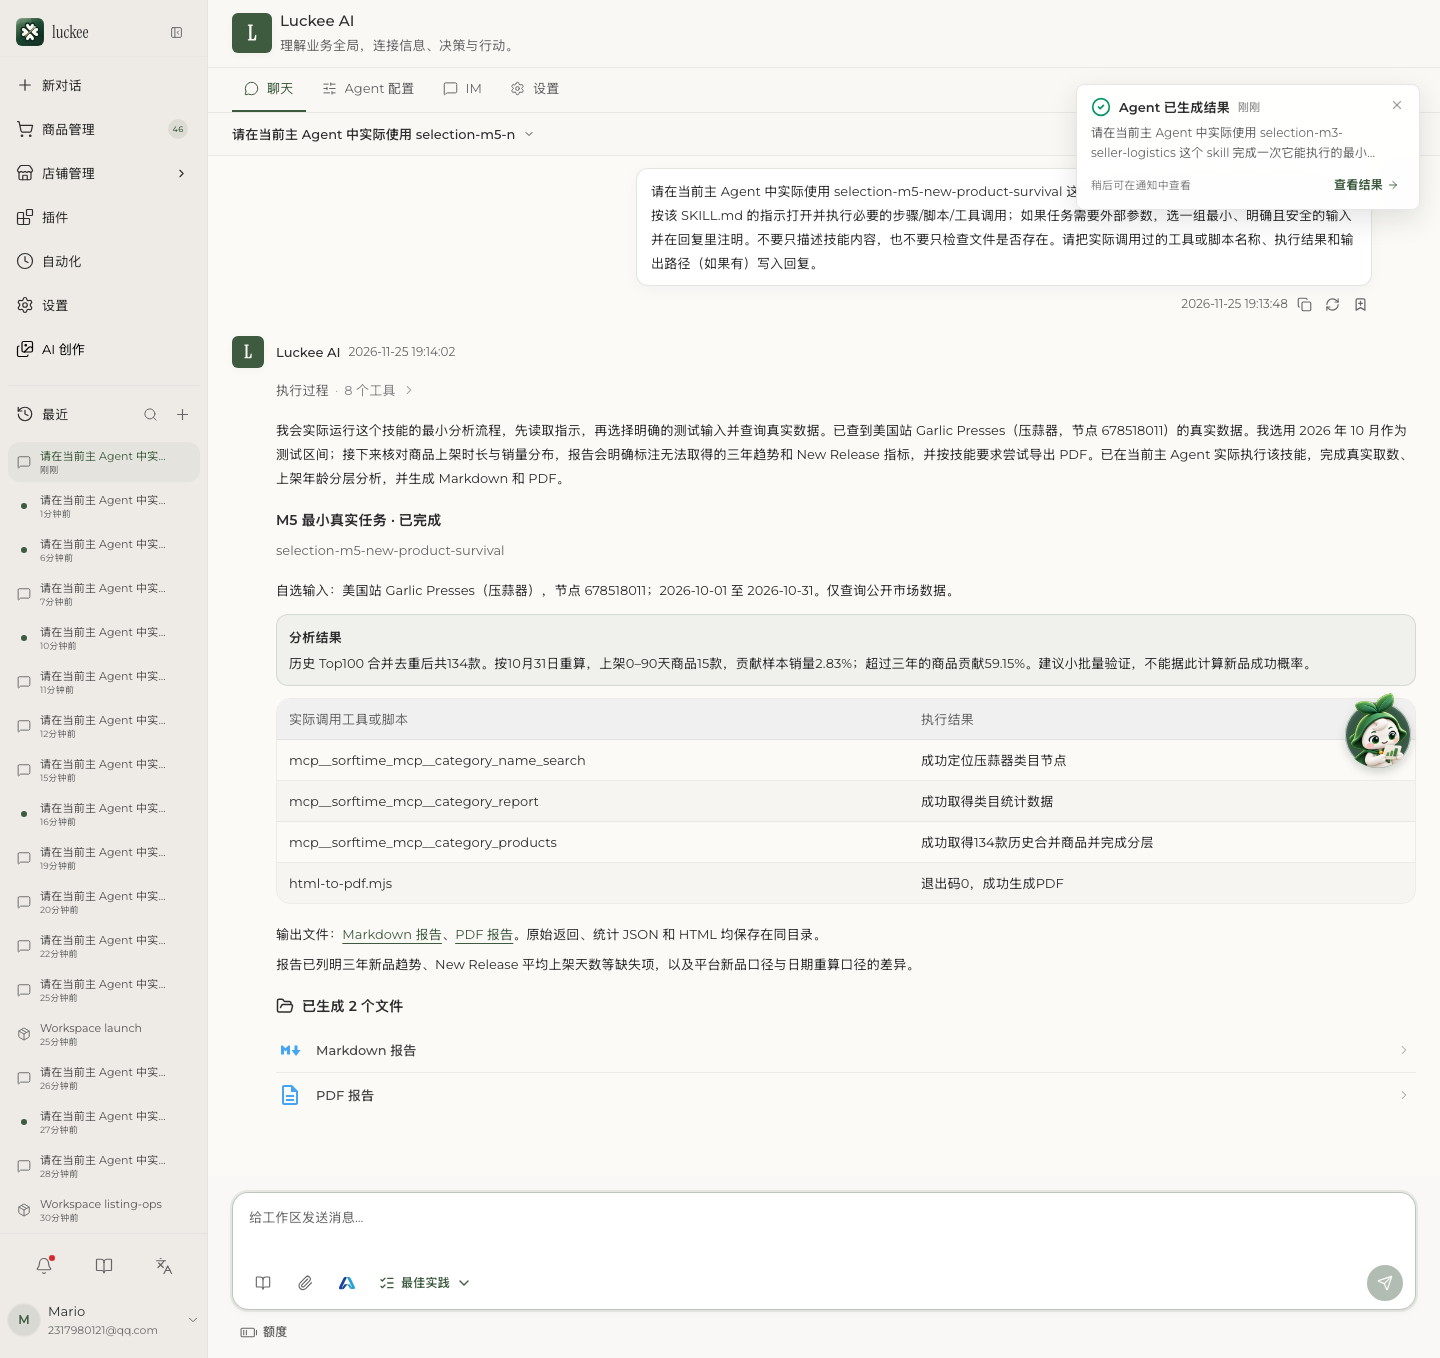 luckee
新对话
商品管理
46
店铺管理
插件
自动化
设置
AI 创作
最近
请在当前主 Agent 中实...
刚刚
请在当前主 Agent 中实...
1分钟前
请在当前主 Agent 中实...
6分钟前
请在当前主 Agent 中实...
7分钟前
请在当前主 Agent 中实...
10分钟前
请在当前主 Agent 中实...
11分钟前
请在当前主 Agent 中实...
12分钟前
请在当前主 Agent 中实...
15分钟前
请在当前主 Agent 中实...
16分钟前
请在当前主 Agent 中实...
19分钟前
请在当前主 Agent 中实...
20分钟前
请在当前主 Agent 中实...
22分钟前
请在当前主 Agent 中实...
25分钟前
Workspace launch
25分钟前
请在当前主 Agent 中实...
26分钟前
请在当前主 Agent 中实...
27分钟前
请在当前主 Agent 中实...
28分钟前
Workspace listing-ops
30分钟前
M
Mario
2317980121@qq.com
L
Luckee AI
理解业务全局，连接信息、决策与行动。
聊天
Agent 配置
IM
设置
请在当前主 Agent 中实际使用 selection-m5-n
Agent 已生成结果 刚刚
请在当前主 Agent 中实际使用 selection-m3-
seller-logistics 这个 skill 完成一次它能执行的最小...
稍后可在通知中查看
查看结果
请在当前主 Agent 中实际使用 selection-m5-new-product-survival 这
按该 SKILL.md 的指示打开并执行必要的步骤/脚本/工具调用；如果任务需要外部参数，选一组最小、明确且安全的输入
并在回复里注明。不要只描述技能内容，也不要只检查文件是否存在。请把实际调用过的工具或脚本名称、执行结果和输
出路径（如果有）写入回复。
2026-11-25 19:13:48
L
Luckee AI 2026-11-25 19:14:02
执行过程 · 8 个工具
我会实际运行这个技能的最小分析流程，先读取指示，再选择明确的测试输入并查询真实数据。已查到美国站 Garlic Presses（压蒜器，节点 678518011）的真实数据。我选用 2026 年 10 月作为
测试区间；接下来核对商品上架时长与销量分布，报告会明确标注无法取得的三年趋势和 New Release 指标，并按技能要求尝试导出 PDF。已在当前主 Agent 实际执行该技能，完成真实取数、
上架年龄分层分析，并生成 Markdown 和 PDF。
M5 最小真实任务 · 已完成
selection-m5-new-product-survival
自选输入：美国站 Garlic Presses（压蒜器），节点 678518011；2026-10-01 至 2026-10-31。仅查询公开市场数据。
分析结果
历史 Top100 合并去重后共134款。按10月31日重算，上架0–90天商品15款，贡献样本销量2.83%；超过三年的商品贡献59.15%。建议小批量验证，不能据此计算新品成功概率。
实际调用工具或脚本
执行结果
mcp__sorftime_mcp__category_name_search
成功定位压蒜器类目节点
mcp__sorftime_mcp__category_report
成功取得类目统计数据
mcp__sorftime_mcp__category_products
成功取得134款历史合并商品并完成分层
html-to-pdf.mjs
退出码0，成功生成PDF
输出文件：Markdown 报告、PDF 报告。原始返回、统计 JSON 和 HTML 均保存在同目录。
报告已列明三年新品趋势、New Release 平均上架天数等缺失项，以及平台新品口径与日期重算口径的差异。
已生成 2 个文件
Markdown 报告
PDF 报告
给工作区发送消息...
最佳实践
额度